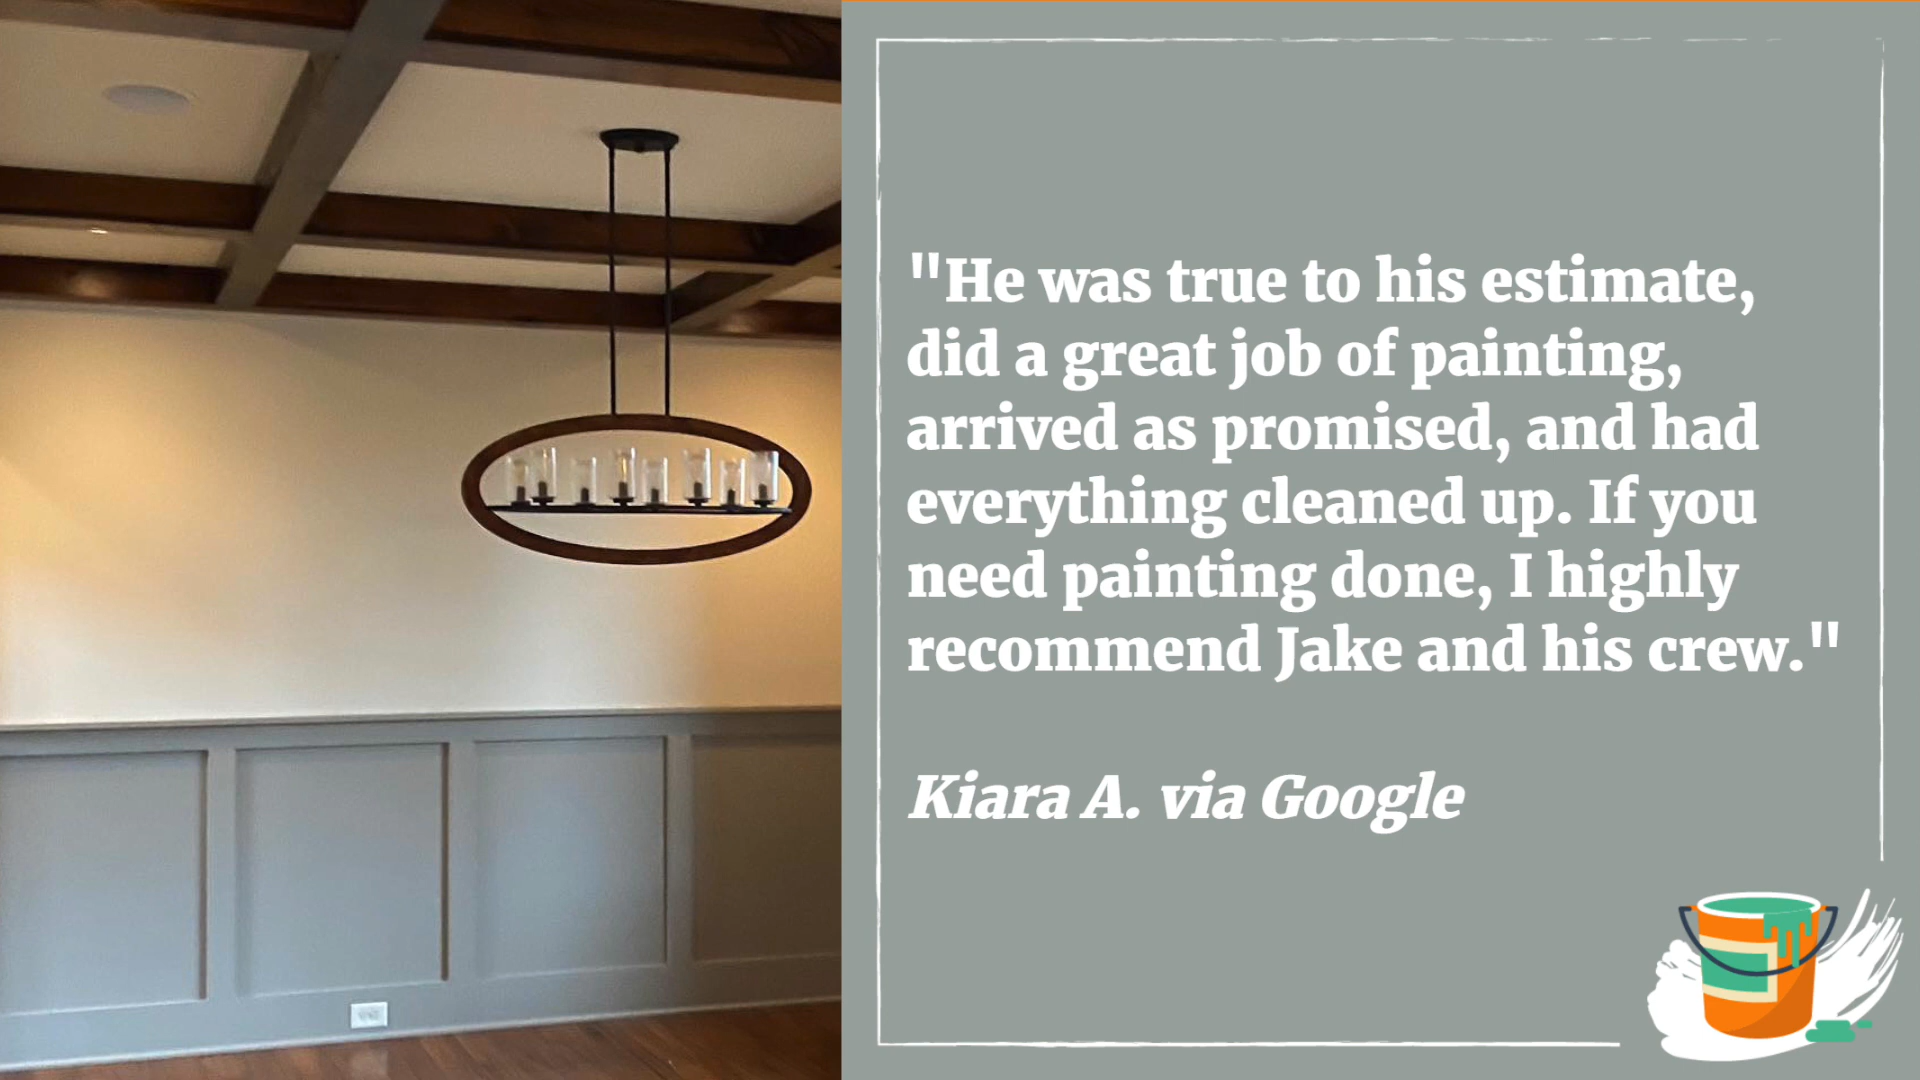 "He was true to his estimate,
did a great job of painting,
arrived as promised, and had
everything cleaned up. If you
need painting done, I highly
recommend Jake and his crew."
Kiara A. via Google